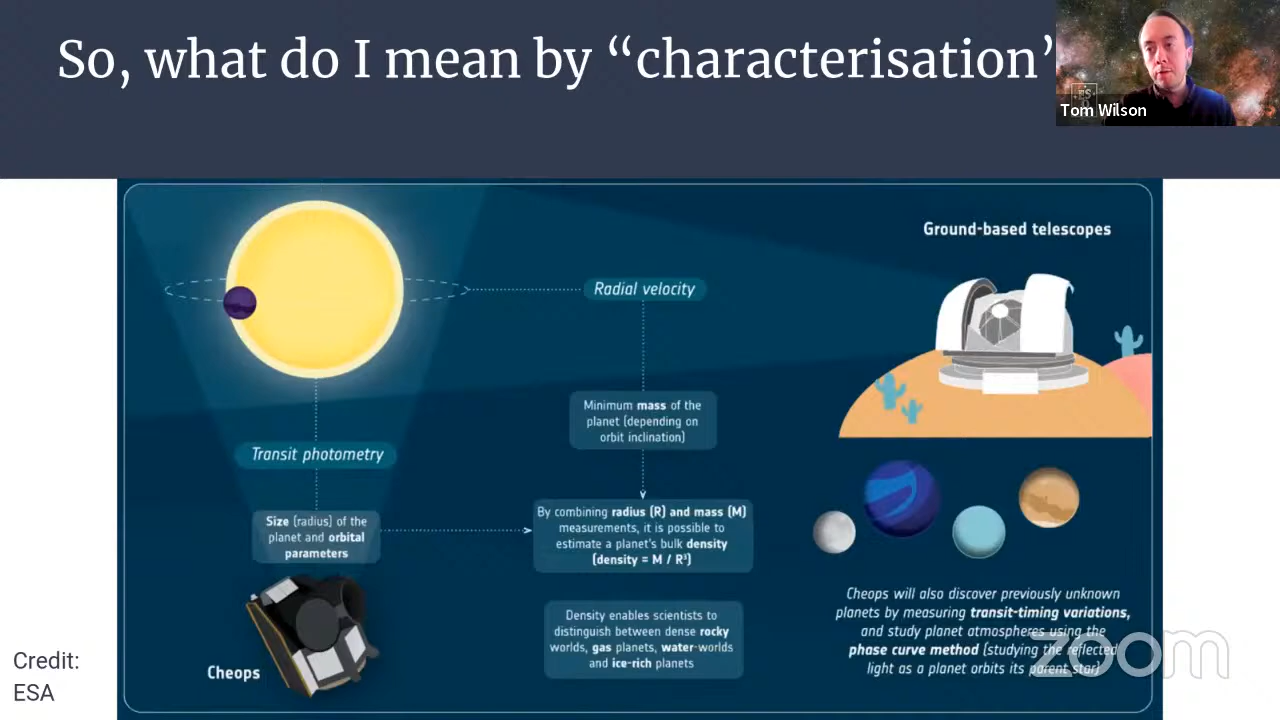 So, what do I mean by “characterisation”
Tom Wilson
Ground-based telescopes
Radial velocity
Minimum mass of the
planet (depending on
orbit inclination)
Transit photometry
Size (radius) of the
planet and orbital
parameters
By combining radius (R) and mass (M)
measurements, it is possible to
estimate a planet's bulk density
(density = M / R³)
Density enables scientists to
distinguish between dense rocky
worlds, gas planets, water-worlds
and ice-rich planets
Cheops
Cheops will also discover previously unknown
planets by measuring transit-timing variations,
and study planet atmospheres using the
phase curve method (studying the reflected
light as a planet orbits its parent star)
zoom
Credit:
ESA